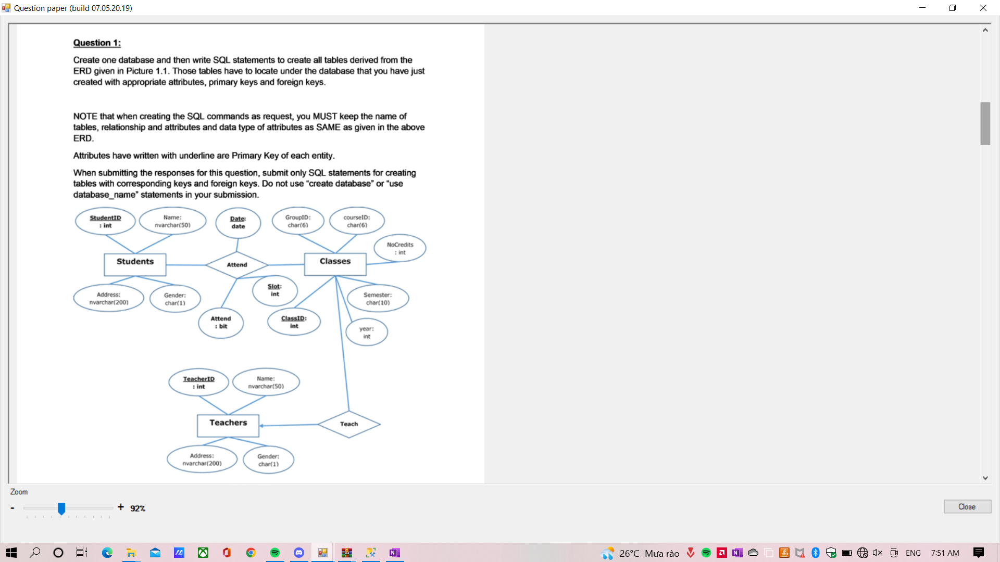 Question paper (build 07.05.20.19)
Question 1:
Create one database and then write SQL statements to create all tables derived from the
ERD given in Picture 1.1. Those tables have to locate under the database that you have just
created with appropriate attributes, primary keys and foreign keys.
NOTE that when creating the SQL commands as request, you MUST keep the name of
tables, relationship and attributes and data type of attributes as SAME as given in the above
ERD.
Attributes have written with underline are Primary Key of each entity.
When submitting the responses for this question, submit only SQL statements for creating
tables with corresponding keys and foreign keys. Do not use “create database” or “use
database_name” statements in your submission.
StudentID
: int
Name:
nvarchar(50)
Date:
date
GroupID:
char(6)
courseID:
char(6)
NoCredits
: int
Students
Attend
Classes
Address:
nvarchar(200)
Gender:
char(1)
Slot:
int
Semester:
char(10)
Attend
: bit
ClassID:
int
year:
int
TeacherID
: int
Name:
nvarchar(50)
Teachers
Teach
Address:
nvarchar(200)
Gender:
char(1)
Zoom
- + 92%
Close
26°C Mưa rào
ENG
7:51 AM